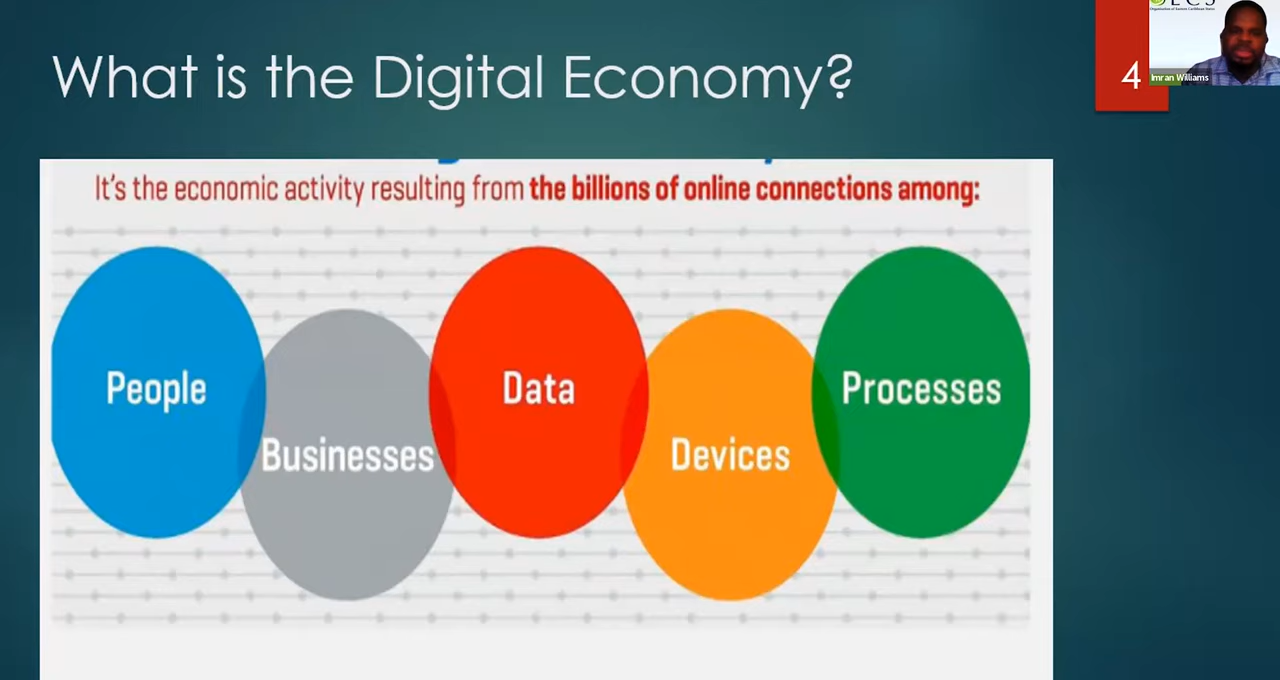 What is the Digital Economy?
4
Imran Williams
It's the economic activity resulting from the billions of online connections among:
People
Businesses
Data
Devices
Processes